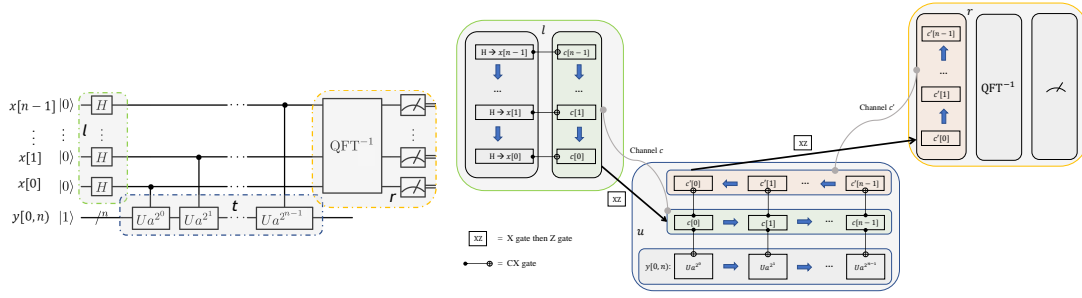 x[n−1] |0⟩ H
⋮ ⋮ l ⋮
x[1] |0⟩ H
x[0] |0⟩ H
y[0,n) |1⟩ /n
QFT⁻¹
r
t
Ua^{2^0} Ua^{2^1} ··· Ua^{2^{n−1}}
l
H → x[n−1] c[n−1]
... ...
H → x[1] c[1]
H → x[0] c[0]
Channel c
xz
xz = X gate then Z gate
= CX gate
u
c'[0] c'[1] ... c'[n−1]
c[0] c[1] ... c[n−1]
y[0,n): Ua^{2^0} Ua^{2^1} ... Ua^{2^{n−1}}
xz
Channel c'
r
c'[n−1]
...
c'[1]
c'[0]
QFT⁻¹